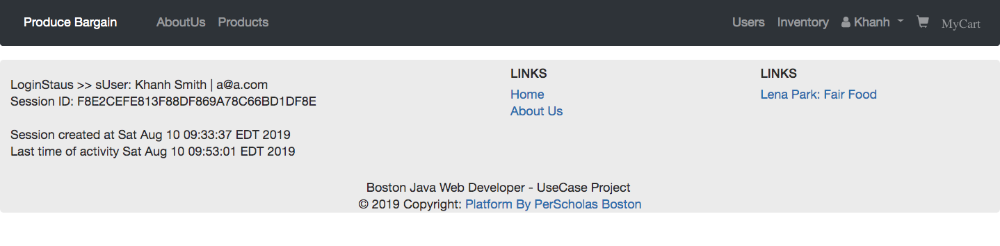 Produce Bargain AboutUs Products Users Inventory Khanh MyCart
LoginStaus >> sUser: Khanh Smith | a@a.com
Session ID: F8E2CEFE813F88DF869A78C66BD1DF8E
Session created at Sat Aug 10 09:33:37 EDT 2019
Last time of activity Sat Aug 10 09:53:01 EDT 2019
LINKS
Home
About Us
LINKS
Lena Park: Fair Food
Boston Java Web Developer - UseCase Project
© 2019 Copyright: Platform By PerScholas Boston